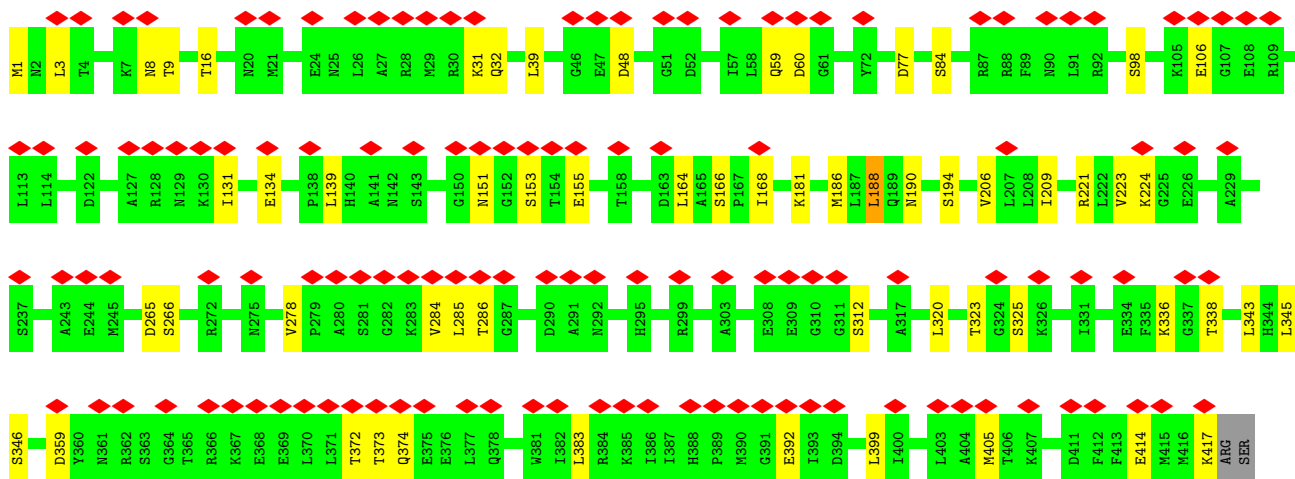 M1 N2 L3 T4 K7 N8 T9 T16 N20 M21 E24 N25 L26 A27 R28 M29 R30 K31 Q32 L39 G46 E47 D48 G51 D52 I57 L58 Q59 D60 G61 Y72 D77 S84 R87 R88 F89 N90 L91 R92 S98 K105 E106 G107 E108 R109
L113 L114 D122 A127 R128 N129 K130 I131 E134 P138 L139 H140 A141 N142 S143 G150 N151 G152 S153 T154 E155 T158 D163 L164 A165 S166 P167 I168 K181 M186 L187 L188 Q189 N190 S194 V206 L207 L208 I209 R221 L222 V223 K224 G225 E226 A229
S237 A243 E244 M245 D265 S266 R272 N275 V278 P279 A280 S281 G282 K283 V284 L285 T286 G287 D290 A291 N292 H295 R299 A303 E308 E309 G310 G311 S312 A317 L320 T323 G324 S325 K326 I331 E334 F335 K336 G337 T338 L343 H344 L345
S346 D359 Y360 N361 R362 S363 G364 T365 R366 K367 E368 E369 L370 L371 T372 T373 Q374 E375 E376 L377 Q378 W381 I382 L383 R384 K385 I386 I387 H388 P389 M390 G391 E392 I393 D394 L399 I400 L403 A404 M405 T406 K407 D411 F412 F413 E414 M415 M416 K417 ARG SER